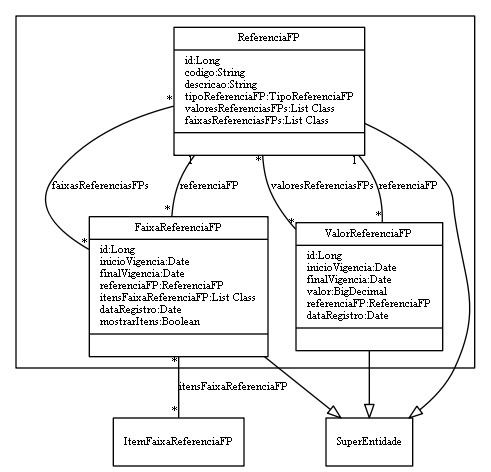 ReferenciaFP
id:Long
codigo:String
descricao:String
tipoReferenciaFP:TipoReferenciaFP
valoresReferenciasFPs:List Class
faixasReferenciasFPs:List Class
*
1
*
1
faixasReferenciasFPs
referenciaFP
valoresReferenciasFPs
referenciaFP
*
*
*
*
FaixaReferenciaFP
id:Long
inicioVigencia:Date
finalVigencia:Date
referenciaFP:ReferenciaFP
itensFaixaReferenciaFP:List Class
dataRegistro:Date
mostrarItens:Boolean
ValorReferenciaFP
id:Long
inicioVigencia:Date
finalVigencia:Date
valor:BigDecimal
referenciaFP:ReferenciaFP
dataRegistro:Date
*
itensFaixaReferenciaFP
*
ItemFaixaReferenciaFP
SuperEntidade